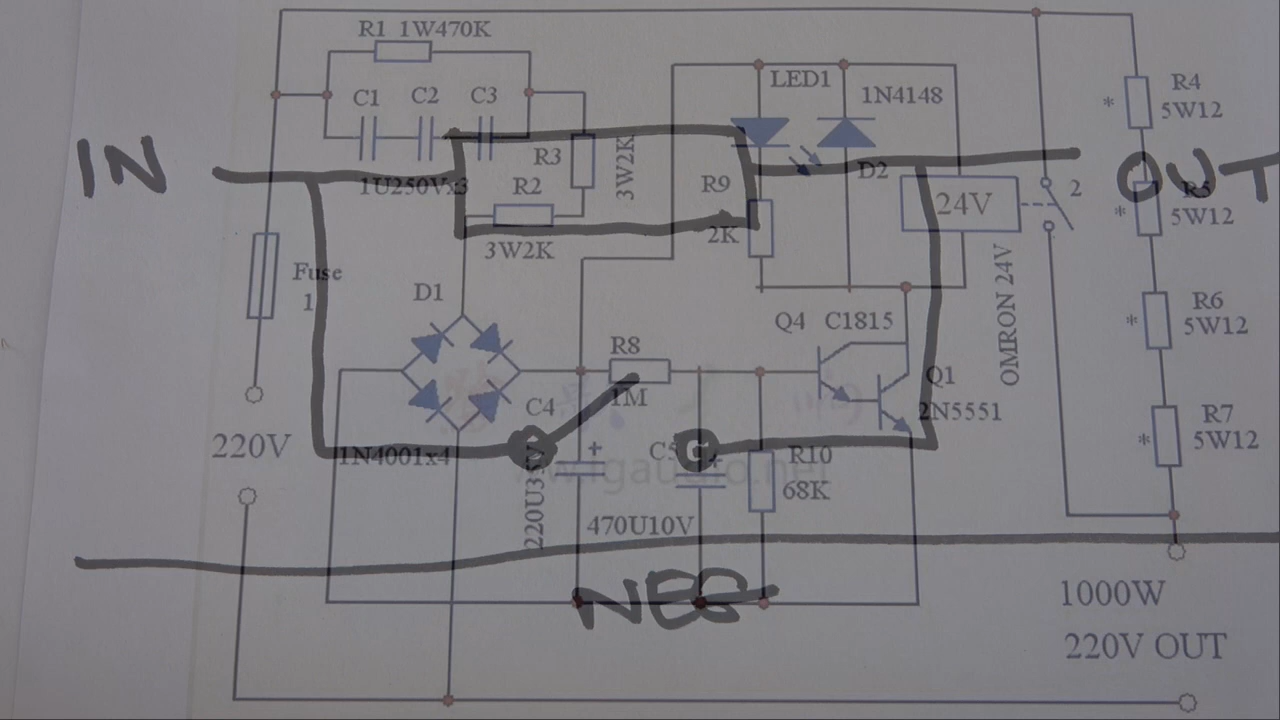 R1 1W470K
C1 C2 C3
1U250Vx3
R3 3W2K
R2
3W2K
LED1
1N4148
D2
R9
2K
24V
OMRON 24V
2
R4
5W12
*
R5
5W12
*
R6
5W12
*
R7
5W12
*
IN
OUT
Fuse
1
D1
1N4001x4
220V
Q4 C1815
Q1
2N5551
R8
1M
C4
220U35V
+
C5
+
470U10V
C
R10
68K
NEG
1000W
220V OUT